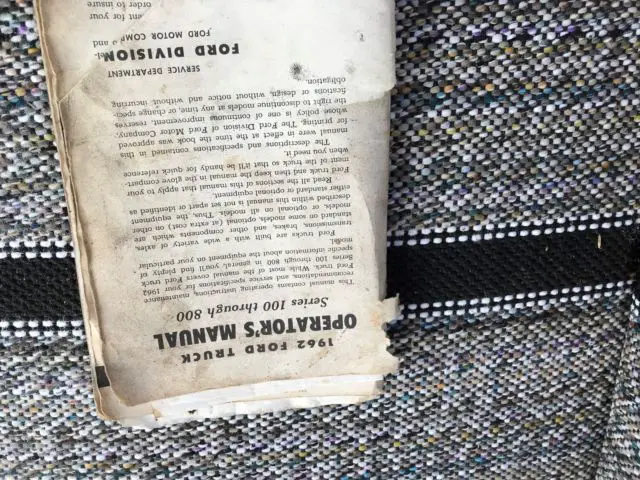 1962 FORD TRUCK
OPERATOR'S MANUAL
Series 100 through 800
This manual contains operating instructions, maintenance
recommendations, and service specifications for your 1962
Ford truck. While most of the manual covers Ford truck
Series 100 through 800 in general, you'll find plenty of
specific information about the equipment on your particular
model.
Ford trucks are built with a wide variety of axles,
transmissions, brakes, and other components which are
standard on some models, optional (at extra cost) on other
models, or optional on all models. Thus, the equipment
described within this manual is not set apart or identified as
either standard or optional equipment.
Read all the sections of this manual that apply to your
Ford truck and then keep the manual in the glove compart-
ment of the truck so that it'll be handy for quick reference
when you need it.
The descriptions and specifications contained in this
manual were in effect at the time the book was approved
for printing. The Ford Division of Ford Motor Company,
whose policy is one of continuous improvement, reserves
the right to discontinue models at any time, or change speci-
fications or design, without notice and without incurring
obligation.
SERVICE DEPARTMENT
FORD DIVISION
FORD MOTOR COMP
and
ent for your
order to insure